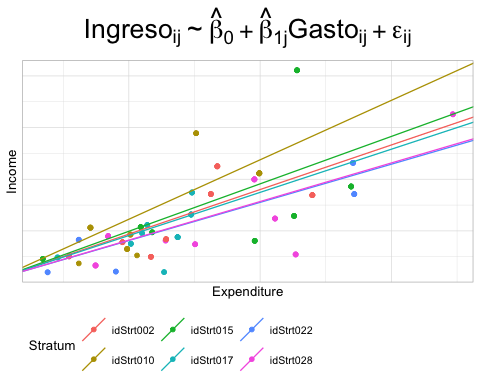 Ingreso_ij ~ β̂_0 + β̂_1j Gasto_ij + ε_ij
Income
Expenditure
Stratum
idStrt002 idStrt015 idStrt022
idStrt010 idStrt017 idStrt028